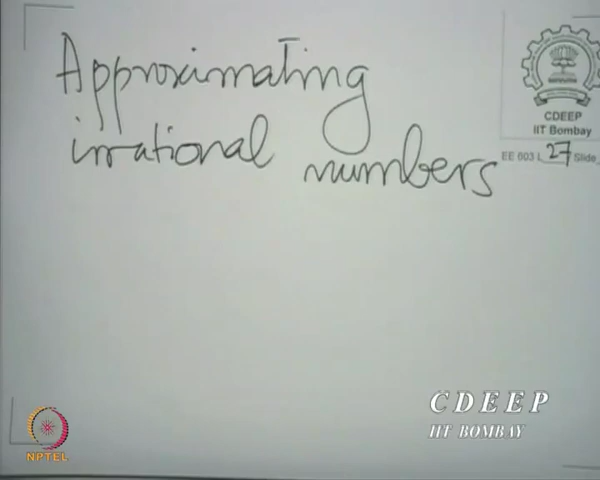 Approximating
irrational numbers
CDEEP
IIT Bombay
EE 603 L 27 Slide
CDEEP
IIT BOMBAY
NPTEL